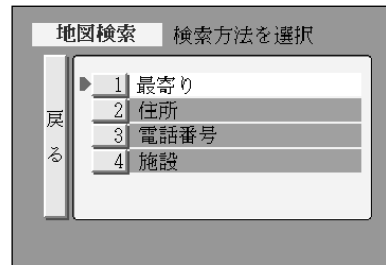 地図検索 検索方法を選択
戻る
1 最寄り
2 住所
3 電話番号
4 施設